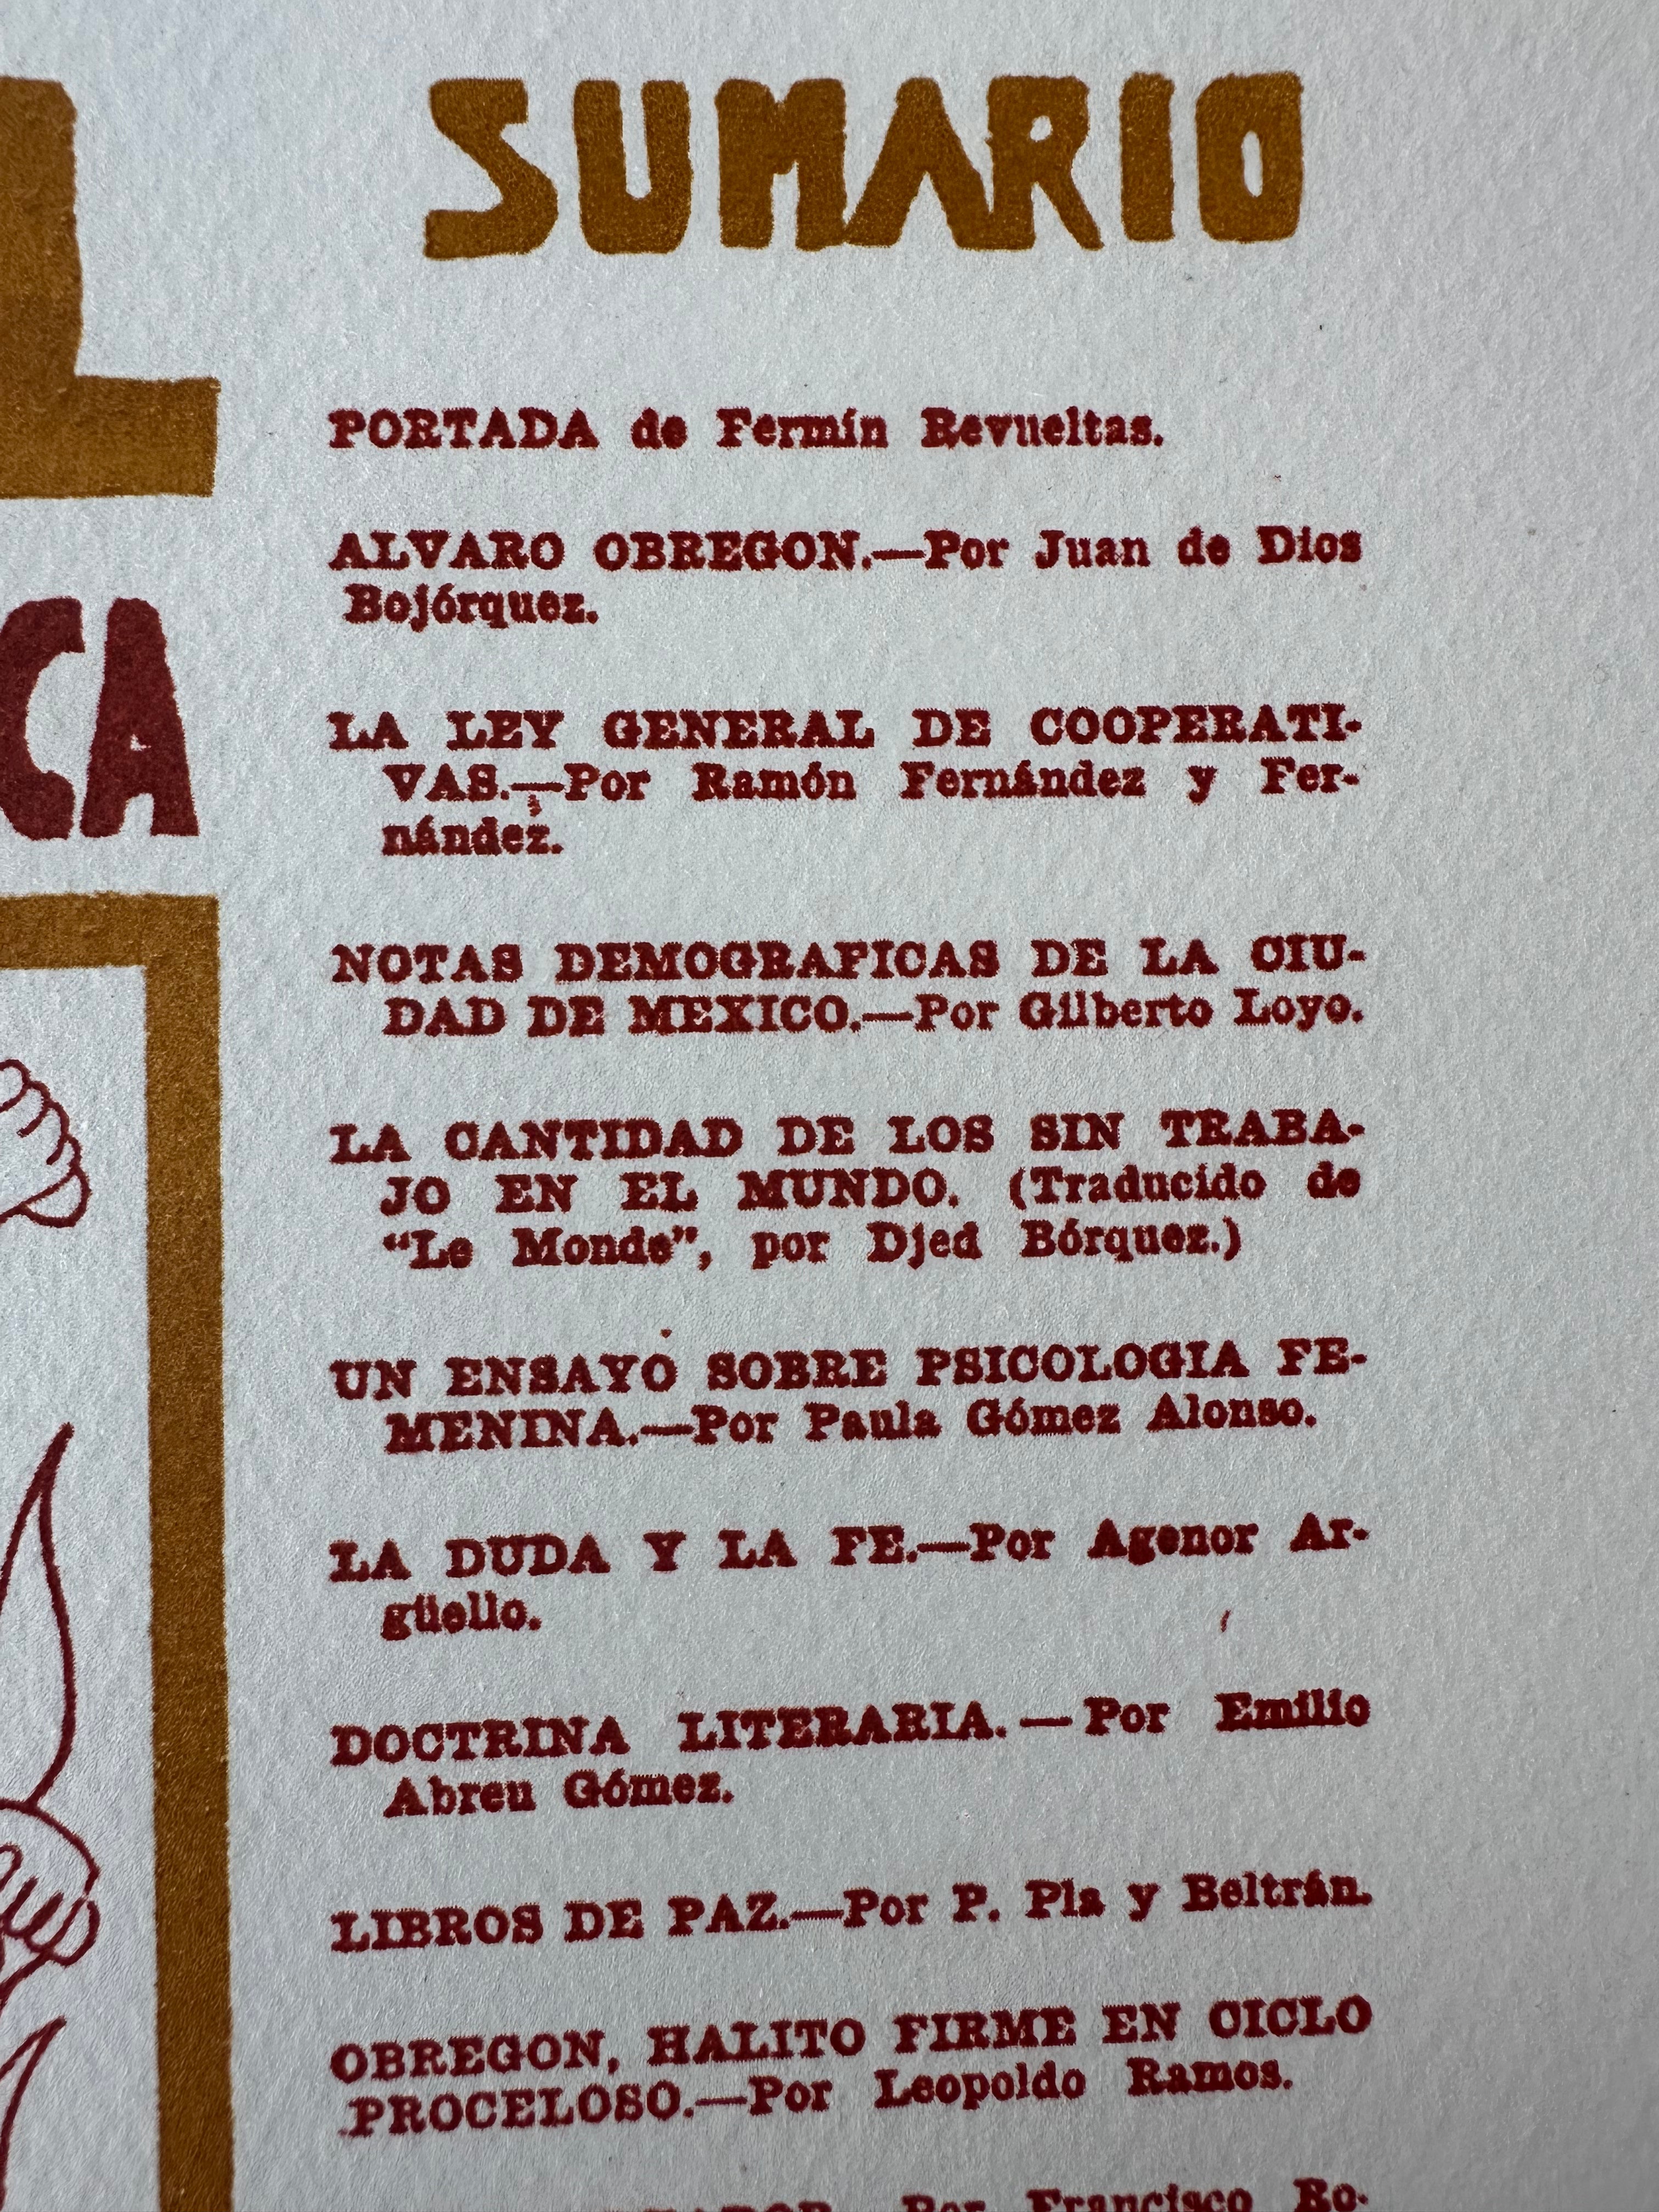 L
CA
SUMARIO
PORTADA de Fermín Revueltas.
ALVARO OBREGON.—Por Juan de Dios
Bojórquez.
LA LEY GENERAL DE COOPERATI-
VAS.—Por Ramón Fernández y Fer-
nández.
NOTAS DEMOGRAFICAS DE LA CIU-
DAD DE MEXICO.—Por Gilberto Loyo.
LA CANTIDAD DE LOS SIN TRABA-
JO EN EL MUNDO. (Traducido de
“Le Monde”, por Djed Bórquez.)
UN ENSAYO SOBRE PSICOLOGIA FE-
MENINA.—Por Paula Gómez Alonso.
LA DUDA Y LA FE.—Por Agenor Ar-
güello.
DOCTRINA LITERARIA.—Por Emilio
Abreu Gómez.
LIBROS DE PAZ.—Por P. Pla y Beltrán.
OBREGON, HALITO FIRME EN CICLO
PROCELOSO.—Por Leopoldo Ramos.
Por Francisco Ro-